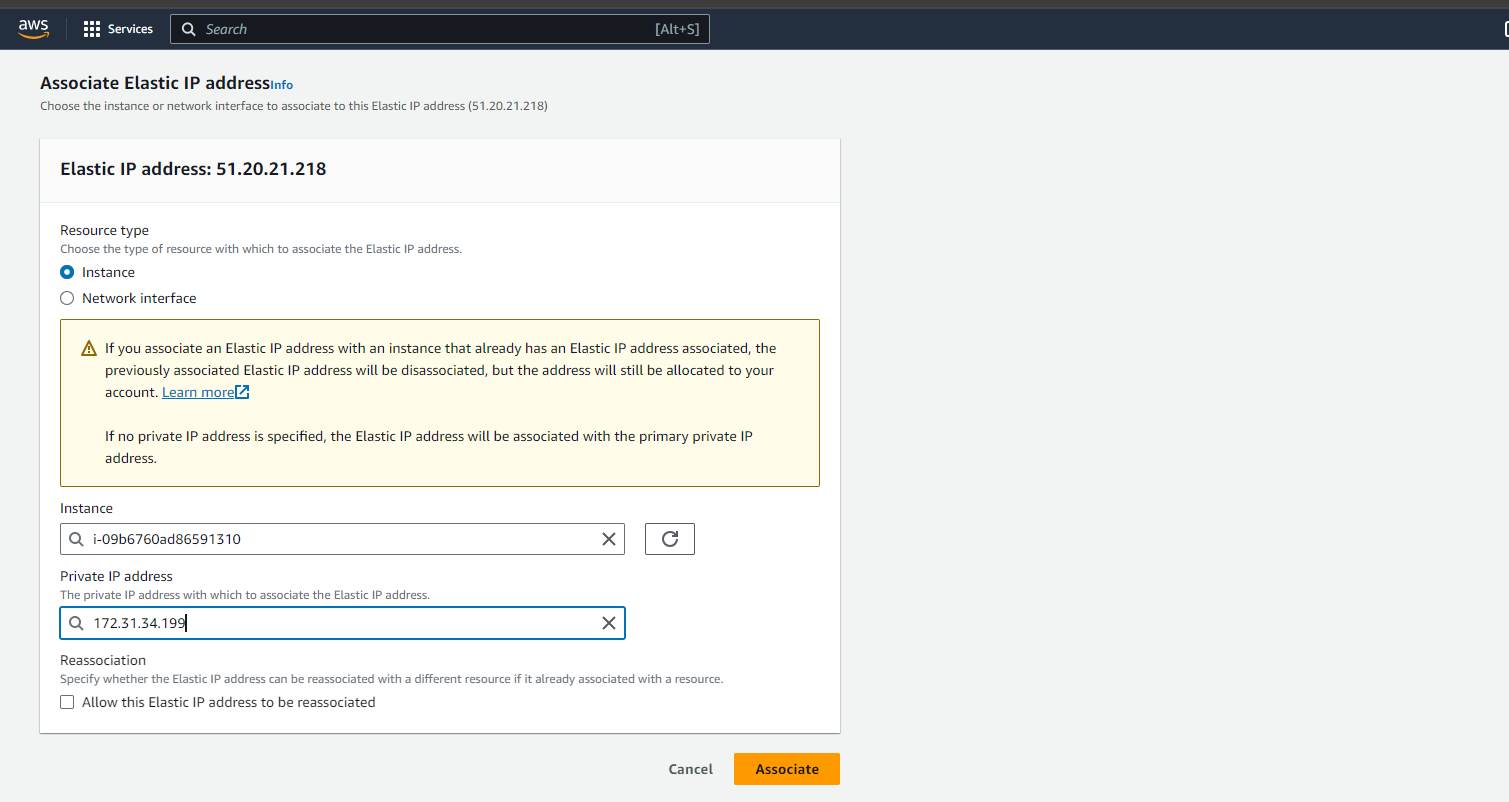 aws
Services
Search
[Alt+S]
Associate Elastic IP address Info
Choose the instance or network interface to associate to this Elastic IP address (51.20.21.218)
Elastic IP address: 51.20.21.218
Resource type
Choose the type of resource with which to associate the Elastic IP address.
Instance
Network interface
If you associate an Elastic IP address with an instance that already has an Elastic IP address associated, the
previously associated Elastic IP address will be disassociated, but the address will still be allocated to your
account. Learn more
If no private IP address is specified, the Elastic IP address will be associated with the primary private IP
address.
Instance
i-09b6760ad86591310
Private IP address
The private IP address with which to associate the Elastic IP address.
172.31.34.199
Reassociation
Specify whether the Elastic IP address can be reassociated with a different resource if it already associated with a resource.
Allow this Elastic IP address to be reassociated
Cancel
Associate